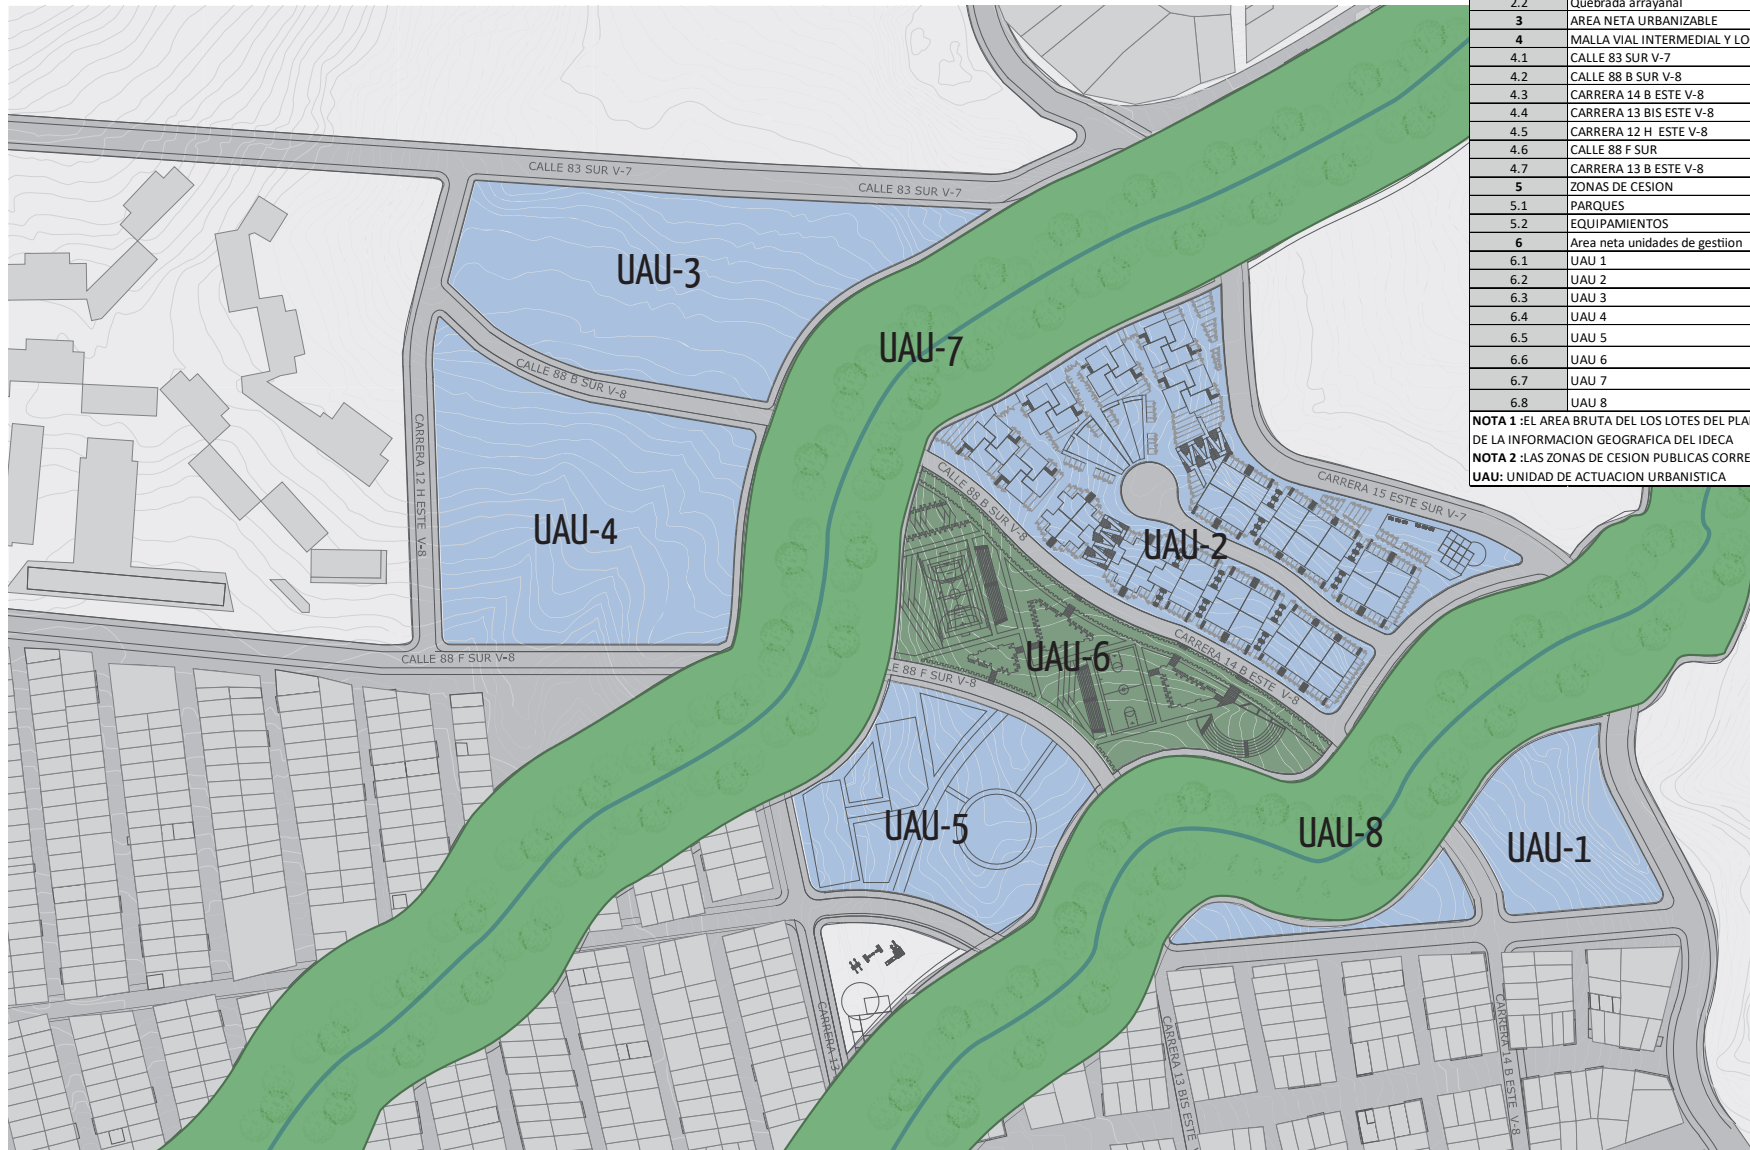 2.2 Quebrada arrayanal
3 AREA NETA URBANIZABLE
4 MALLA VIAL INTERMEDIAL Y LO
4.1 CALLE 83 SUR V-7
4.2 CALLE 88 B SUR V-8
4.3 CARRERA 14 B ESTE V-8
4.4 CARRERA 13 BIS ESTE V-8
4.5 CARRERA 12 H ESTE V-8
4.6 CALLE 88 F SUR
4.7 CARRERA 13 B ESTE V-8
5 ZONAS DE CESION
5.1 PARQUES
5.2 EQUIPAMIENTOS
6 Area neta unidades de gestiion
6.1 UAU 1
6.2 UAU 2
6.3 UAU 3
6.4 UAU 4
6.5 UAU 5
6.6 UAU 6
6.7 UAU 7
6.8 UAU 8
NOTA 1 :EL AREA BRUTA DEL LOS LOTES DEL PLA
DE LA INFORMACION GEOGRAFICA DEL IDECA
NOTA 2 :LAS ZONAS DE CESION PUBLICAS CORRE
UAU: UNIDAD DE ACTUACION URBANISTICA
CALLE 83 SUR V-7
CALLE 83 SUR V-7
UAU-3
UAU-7
CALLE 88 B SUR V-8
CARRERA 12 H ESTE V-8
UAU-4
CALLE 88 B SUR V-8
CARRERA 15 ESTE SUR V-7
UAU-2
UAU-6
CARRERA 14 B ESTE V-8
CALLE 88 F SUR V-8
E 88 F SUR V-8
UAU-5
UAU-8
UAU-1
CARRERA 13
CARRERA 13 BIS ESTE
CARRERA 14 B ESTE V-8